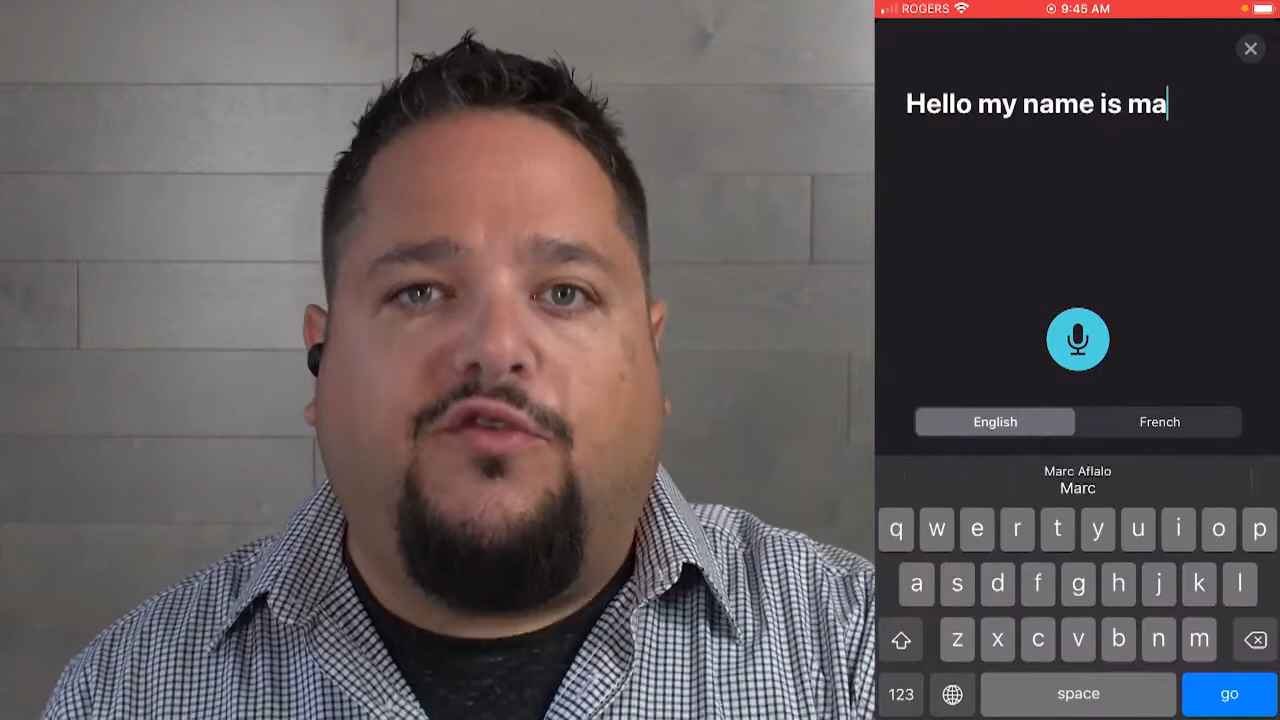 ROGERS 9:45 AM
Hello my name is ma
English French
Marc Aflalo
Marc
q w e r t y u i o p
a s d f g h j k l
z x c v b n m
123 space go